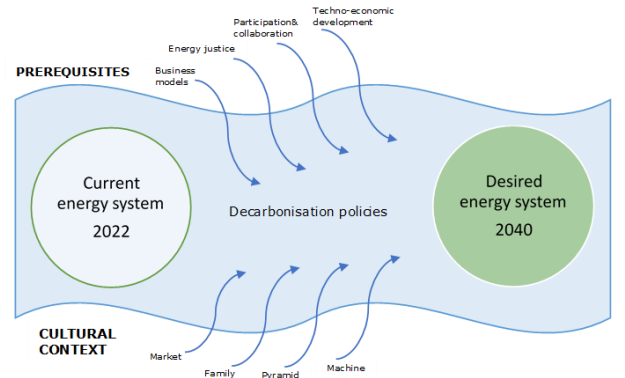 Techno-economic
development
Participation&
collaboration
Energy justice
Business
models
PREREQUISITES
Current
energy system
2022
Decarbonisation policies
Desired
energy system
2040
CULTURAL
CONTEXT
Market
Family
Pyramid
Machine